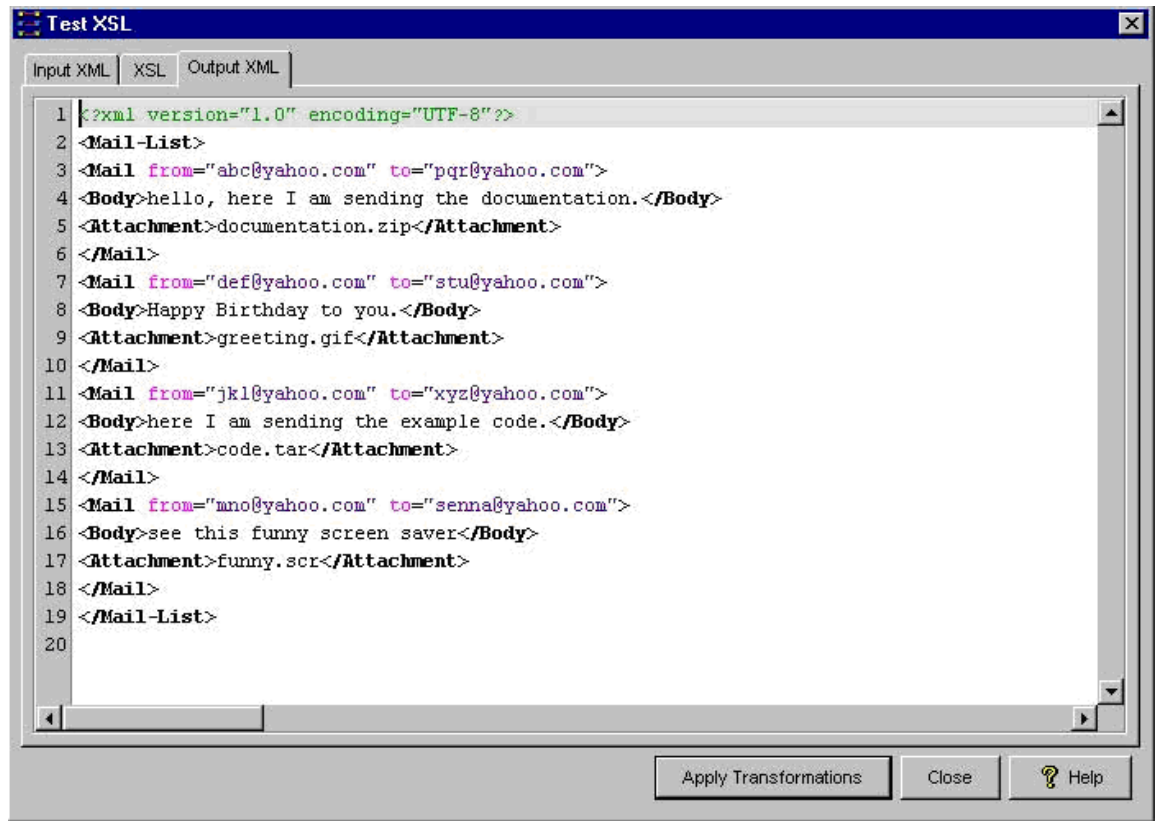 Test XSL
Input XML XSL Output XML
1 <?xml version="1.0" encoding="UTF-8"?>
2 <Mail-List>
3 <Mail from="abc@yahoo.com" to="pqr@yahoo.com">
4 <Body>hello, here I am sending the documentation.</Body>
5 <Attachment>documentation.zip</Attachment>
6 </Mail>
7 <Mail from="def@yahoo.com" to="stu@yahoo.com">
8 <Body>Happy Birthday to you.</Body>
9 <Attachment>greeting.gif</Attachment>
10 </Mail>
11 <Mail from="jkl@yahoo.com" to="xyz@yahoo.com">
12 <Body>here I am sending the example code.</Body>
13 <Attachment>code.tar</Attachment>
14 </Mail>
15 <Mail from="mno@yahoo.com" to="senna@yahoo.com">
16 <Body>see this funny screen saver</Body>
17 <Attachment>funny.scr</Attachment>
18 </Mail>
19 </Mail-List>
20
Apply Transformations Close ? Help